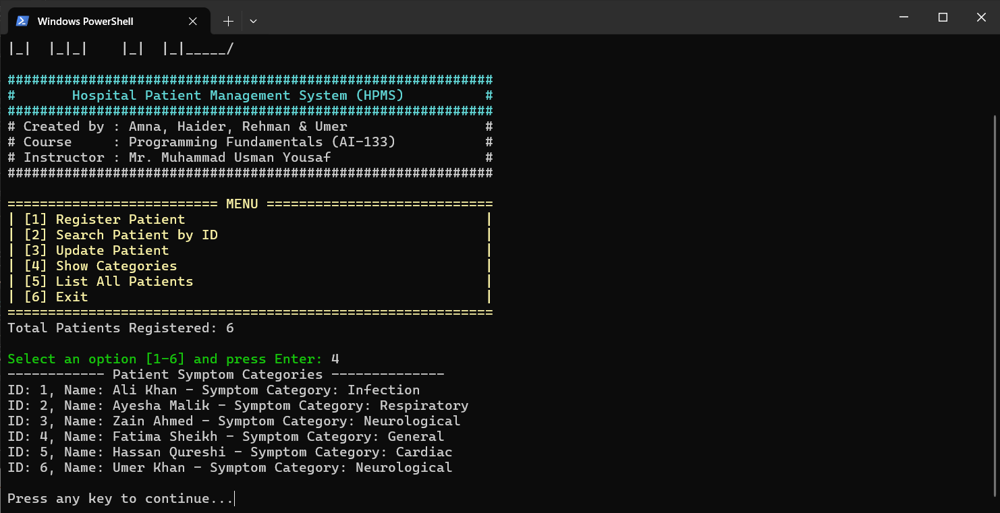 Windows PowerShell
|_|  |_|_|    |_|  |_|_____/
############################################################
#       Hospital Patient Management System (HPMS)          #
############################################################
# Created by : Amna, Haider, Rehman & Umer                 #
# Course     : Programming Fundamentals (AI-133)           #
# Instructor : Mr. Muhammad Usman Yousaf                   #
############################################################
========================== MENU ============================
| [1] Register Patient                                     |
| [2] Search Patient by ID                                 |
| [3] Update Patient                                       |
| [4] Show Categories                                      |
| [5] List All Patients                                    |
| [6] Exit                                                 |
============================================================
Total Patients Registered: 6
Select an option [1-6] and press Enter: 4
------------ Patient Symptom Categories --------------
ID: 1, Name: Ali Khan - Symptom Category: Infection
ID: 2, Name: Ayesha Malik - Symptom Category: Respiratory
ID: 3, Name: Zain Ahmed - Symptom Category: Neurological
ID: 4, Name: Fatima Sheikh - Symptom Category: General
ID: 5, Name: Hassan Qureshi - Symptom Category: Cardiac
ID: 6, Name: Umer Khan - Symptom Category: Neurological
Press any key to continue...